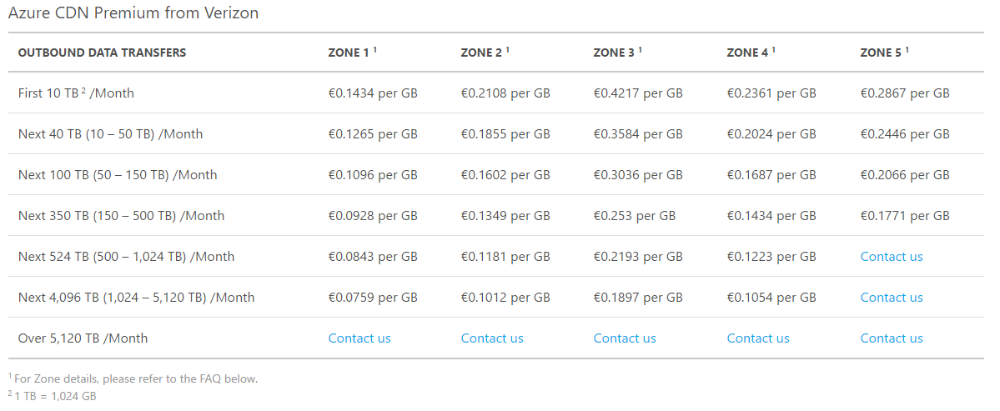 Azure CDN Premium from Verizon
OUTBOUND DATA TRANSFERS ZONE 1 ¹ ZONE 2 ¹ ZONE 3 ¹ ZONE 4 ¹ ZONE 5 ¹
First 10 TB ² /Month €0.1434 per GB €0.2108 per GB €0.4217 per GB €0.2361 per GB €0.2867 per GB
Next 40 TB (10 – 50 TB) /Month €0.1265 per GB €0.1855 per GB €0.3584 per GB €0.2024 per GB €0.2446 per GB
Next 100 TB (50 – 150 TB) /Month €0.1096 per GB €0.1602 per GB €0.3036 per GB €0.1687 per GB €0.2066 per GB
Next 350 TB (150 – 500 TB) /Month €0.0928 per GB €0.1349 per GB €0.253 per GB €0.1434 per GB €0.1771 per GB
Next 524 TB (500 – 1,024 TB) /Month €0.0843 per GB €0.1181 per GB €0.2193 per GB €0.1223 per GB Contact us
Next 4,096 TB (1,024 – 5,120 TB) /Month €0.0759 per GB €0.1012 per GB €0.1897 per GB €0.1054 per GB Contact us
Over 5,120 TB /Month Contact us Contact us Contact us Contact us Contact us
¹ For Zone details, please refer to the FAQ below.
² 1 TB = 1,024 GB